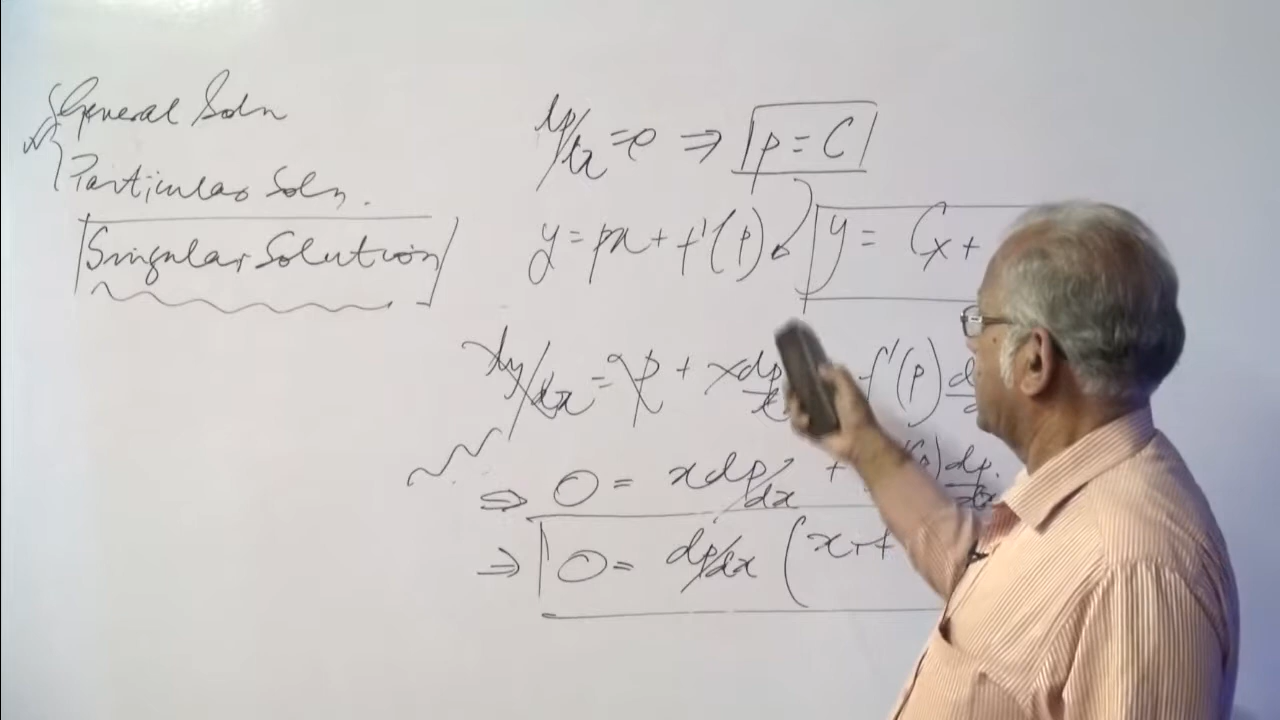 General Soln
Particular Soln.
Singular Solution
dp/dx = 0 ⇒ p = C
y = px + f'(p)
y = Cx +
dy/dx = p + x dp f'(p) d
⇒ 0 = x dp/dx + (p) dp/dx
⇒ 0 = dp/dx (x + f